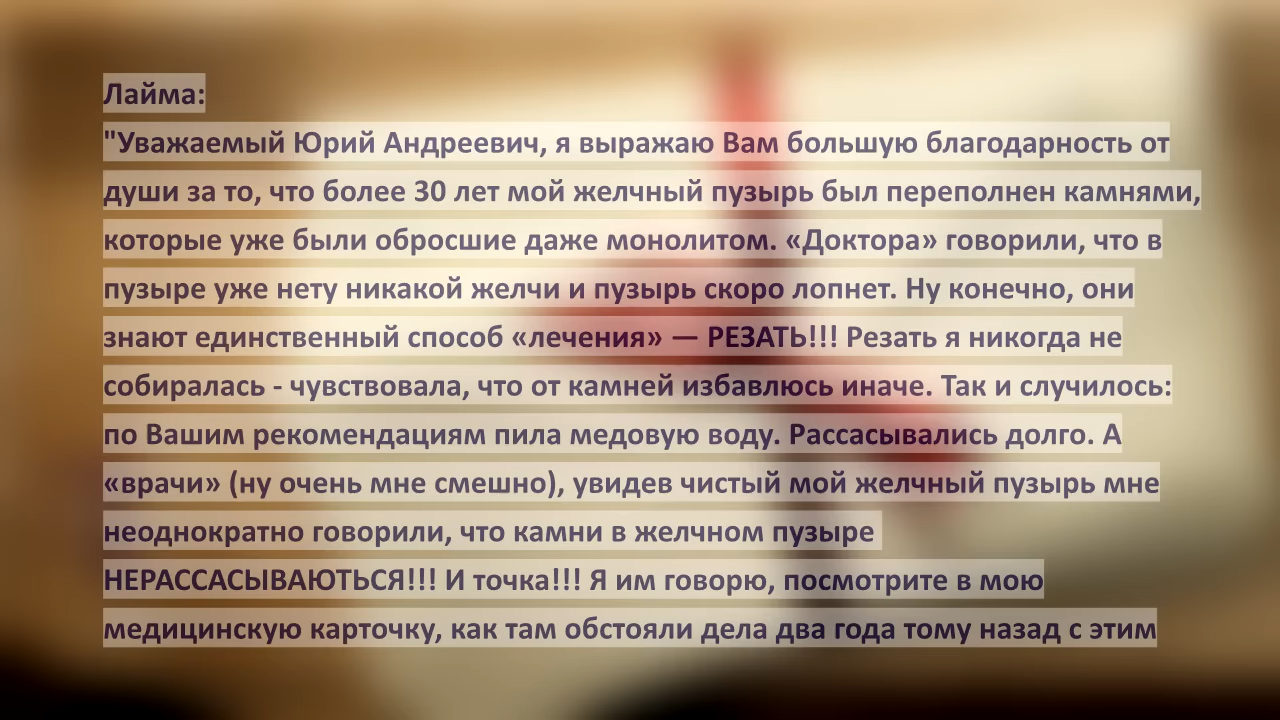 Лайма:
"Уважаемый Юрий Андреевич, я выражаю Вам большую благодарность от
души за то, что более 30 лет мой желчный пузырь был переполнен камнями,
которые уже были обросшие даже монолитом. «Доктора» говорили, что в
пузыре уже нету никакой желчи и пузырь скоро лопнет. Ну конечно, они
знают единственный способ «лечения» — РЕЗАТЬ!!! Резать я никогда не
собиралась - чувствовала, что от камней избавлюсь иначе. Так и случилось:
по Вашим рекомендациям пила медовую воду. Рассасывались долго. А
«врачи» (ну очень мне смешно), увидев чистый мой желчный пузырь мне
неоднократно говорили, что камни в желчном пузыре
НЕРАССАСЫВАЮТЬСЯ!!! И точка!!! Я им говорю, посмотрите в мою
медицинскую карточку, как там обстояли дела два года тому назад с этим